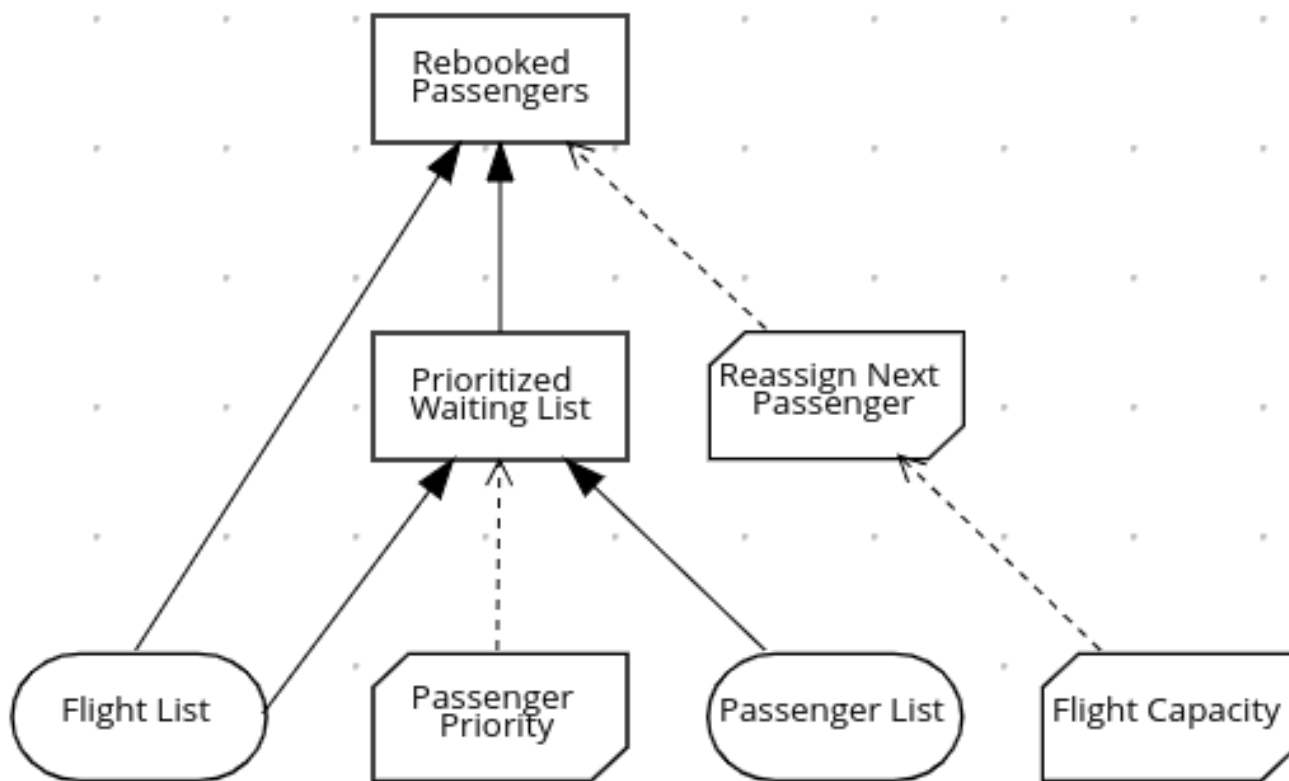 Rebooked
Passengers
Prioritized
Waiting List
Reassign Next
Passenger
Flight List
Passenger
Priority
Passenger List
Flight Capacity